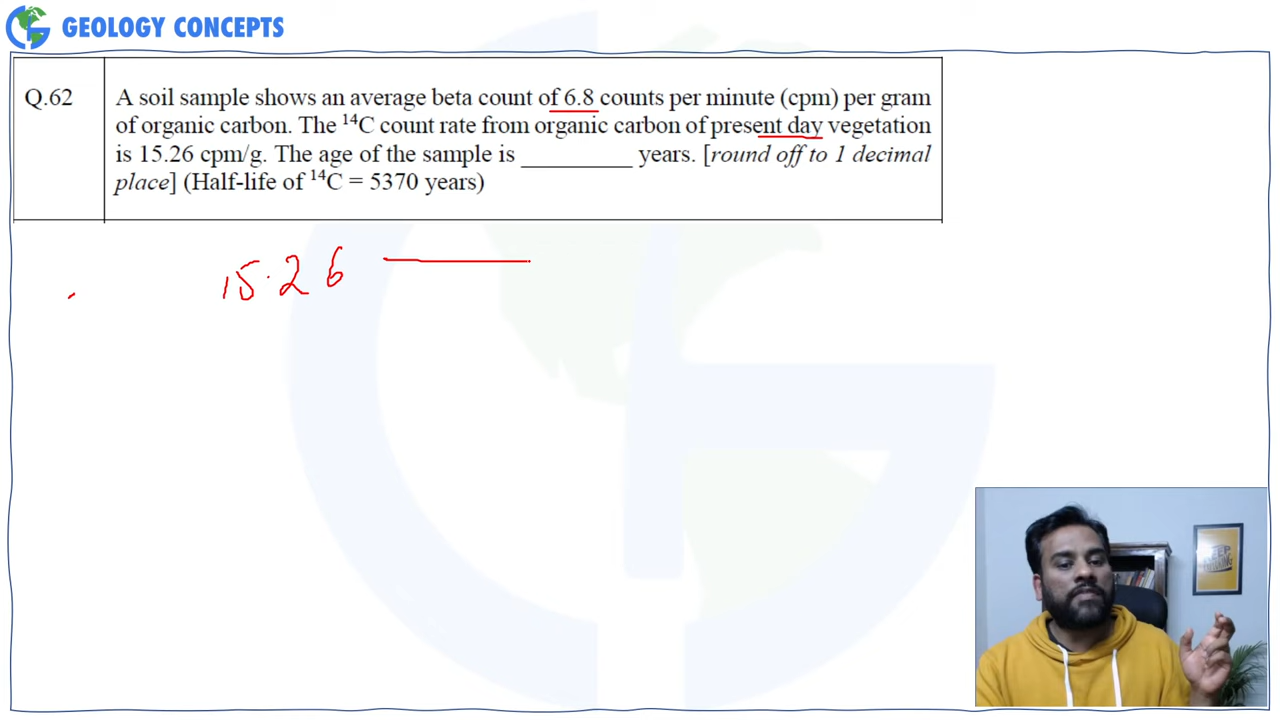 GEOLOGY CONCEPTS
Q.62
A soil sample shows an average beta count of 6.8 counts per minute (cpm) per gram
of organic carbon. The ¹⁴C count rate from organic carbon of present day vegetation
is 15.26 cpm/g. The age of the sample is _________ years. [round off to 1 decimal
place] (Half-life of ¹⁴C = 5370 years)
15.26